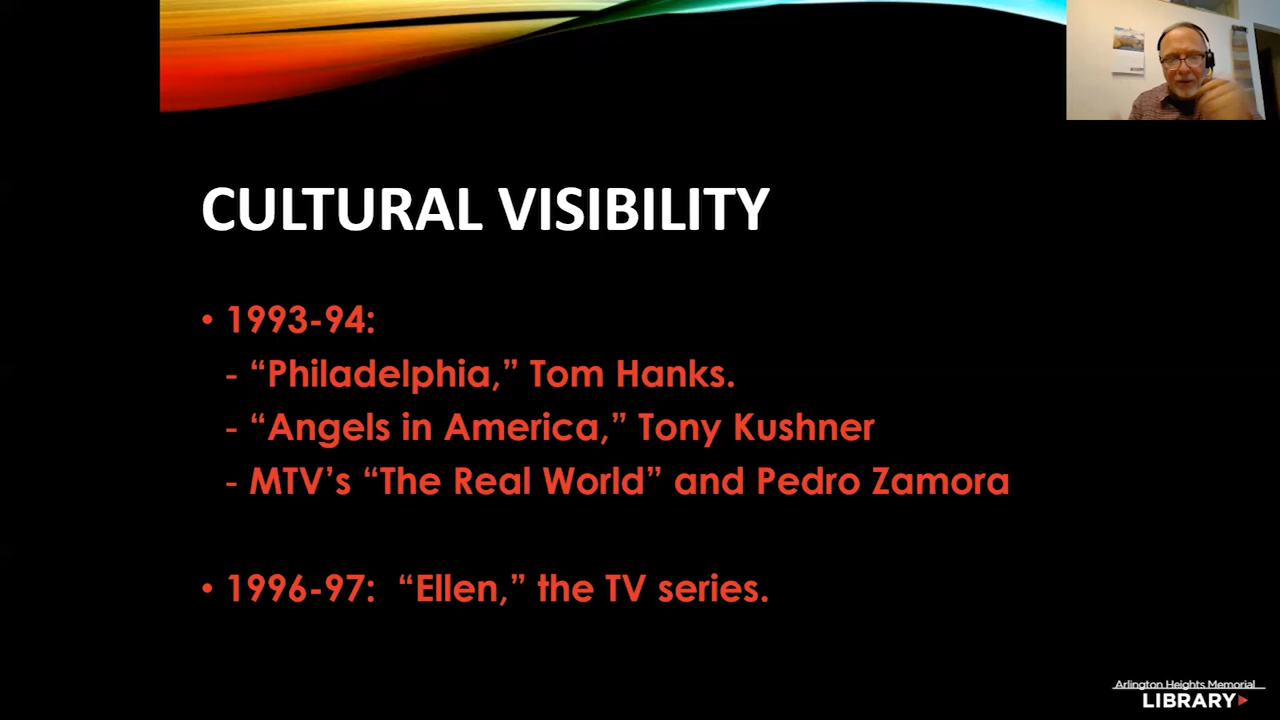 CULTURAL VISIBILITY
• 1993-94:
- “Philadelphia,” Tom Hanks.
- “Angels in America,” Tony Kushner
- MTV’s “The Real World” and Pedro Zamora
• 1996-97: “Ellen,” the TV series.
Arlington Heights Memorial
LIBRARY